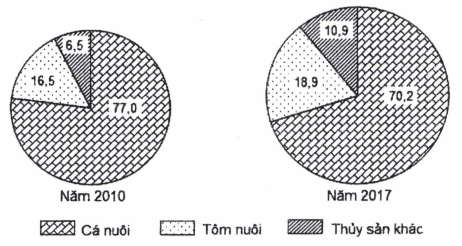 6,5
16,5
77,0
10,9
18,9
70,2
Năm 2010
Năm 2017
Cá nuôi
Tôm nuôi
Thủy sản khác